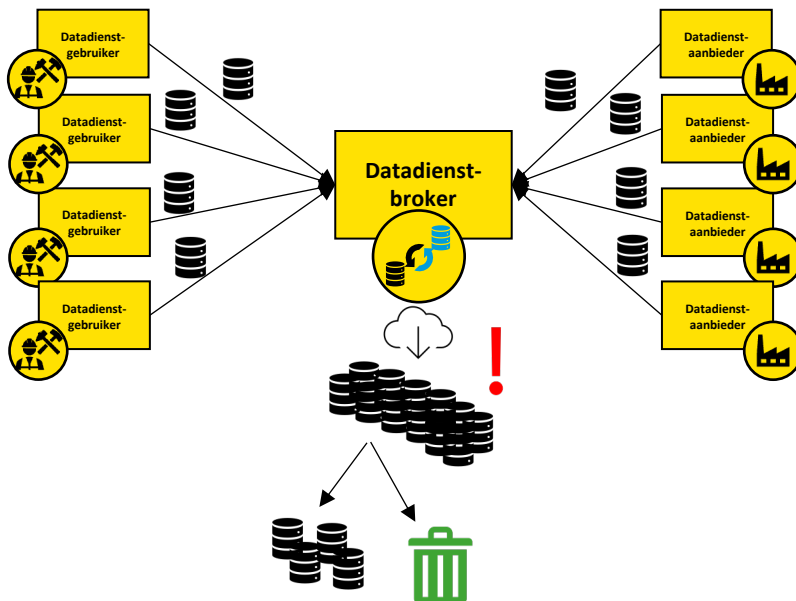 Datadienst-
gebruiker
Datadienst-
gebruiker
Datadienst-
gebruiker
Datadienst-
gebruiker
Datadienst-
broker
Datadienst-
aanbieder
Datadienst-
aanbieder
Datadienst-
aanbieder
Datadienst-
aanbieder
!